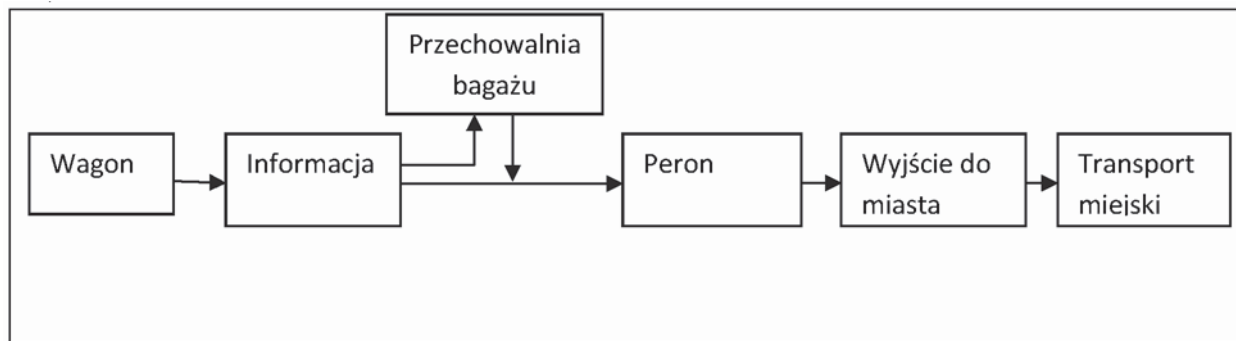 Przechowalnia
bagażu
Wagon
Informacja
Peron
Wyjście do
miasta
Transport
miejski